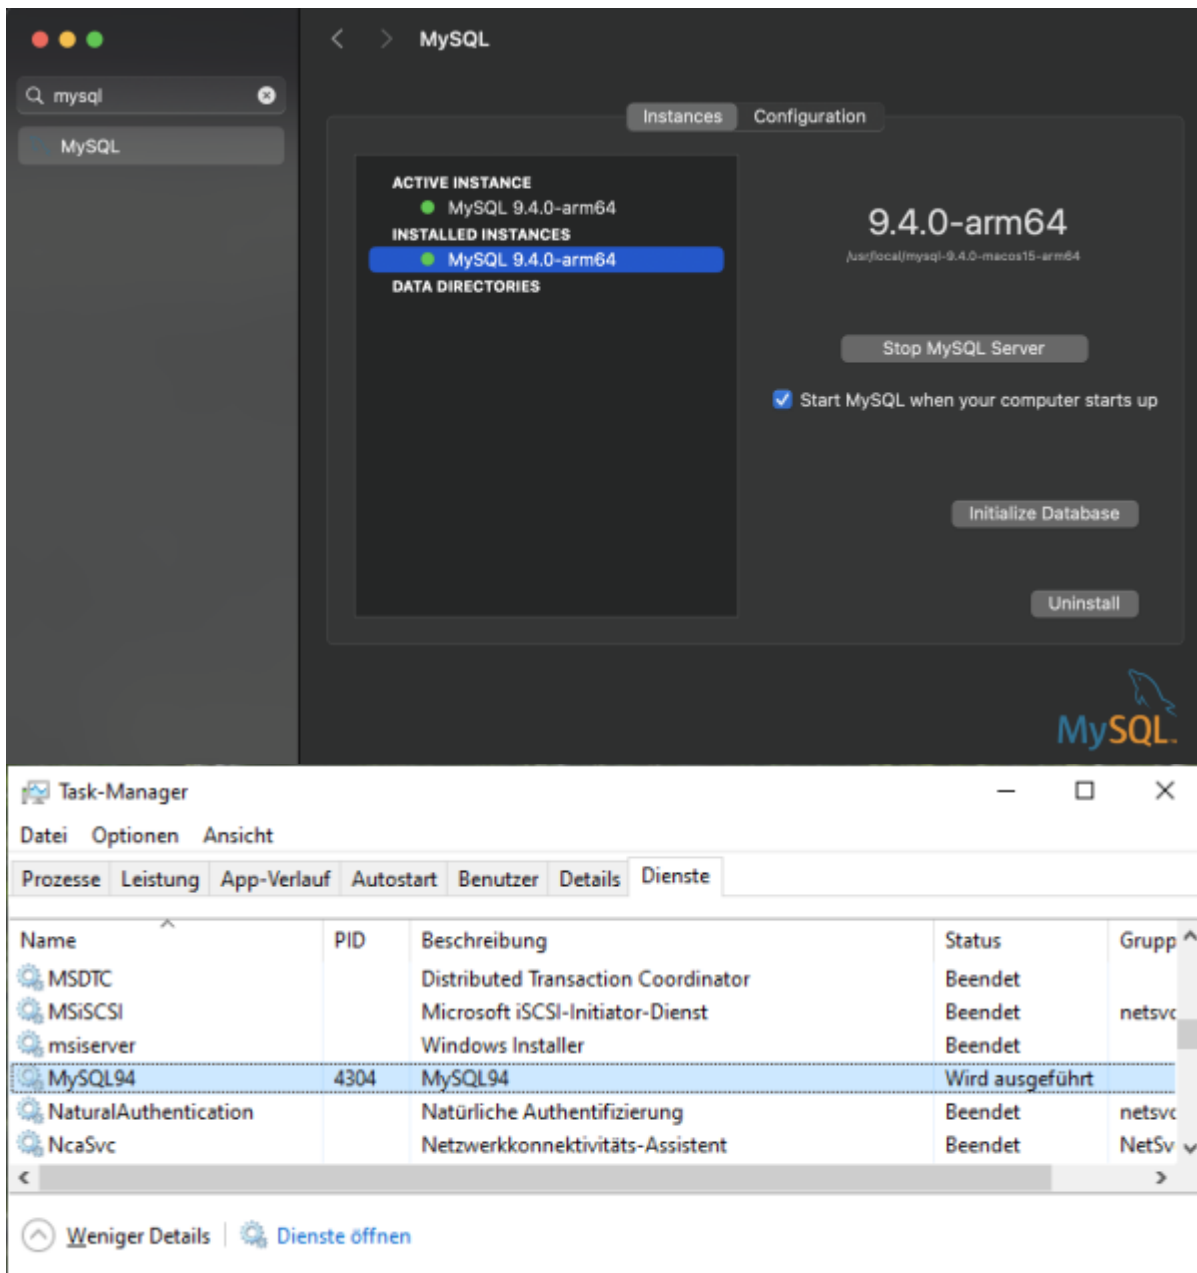 MySQL
mysql
MySQL
Instances Configuration
ACTIVE INSTANCE
MySQL 9.4.0-arm64
INSTALLED INSTANCES
MySQL 9.4.0-arm64
DATA DIRECTORIES
9.4.0-arm64
/usr/local/mysql-9.4.0-macos15-arm64
Stop MySQL Server
Start MySQL when your computer starts up
Initialize Database
Uninstall
MySQL
Task-Manager
Datei Optionen Ansicht
Prozesse Leistung App-Verlauf Autostart Benutzer Details Dienste
Name PID Beschreibung Status Grupp
MSDTC Distributed Transaction Coordinator Beendet
MSiSCSI Microsoft iSCSI-Initiator-Dienst Beendet netsvc
msiserver Windows Installer Beendet
MySQL94 4304 MySQL94 Wird ausgeführt
NaturalAuthentication Natürliche Authentifizierung Beendet netsvc
NcaSvc Netzwerkkonnektivitäts-Assistent Beendet NetSv
Weniger Details Dienste öffnen